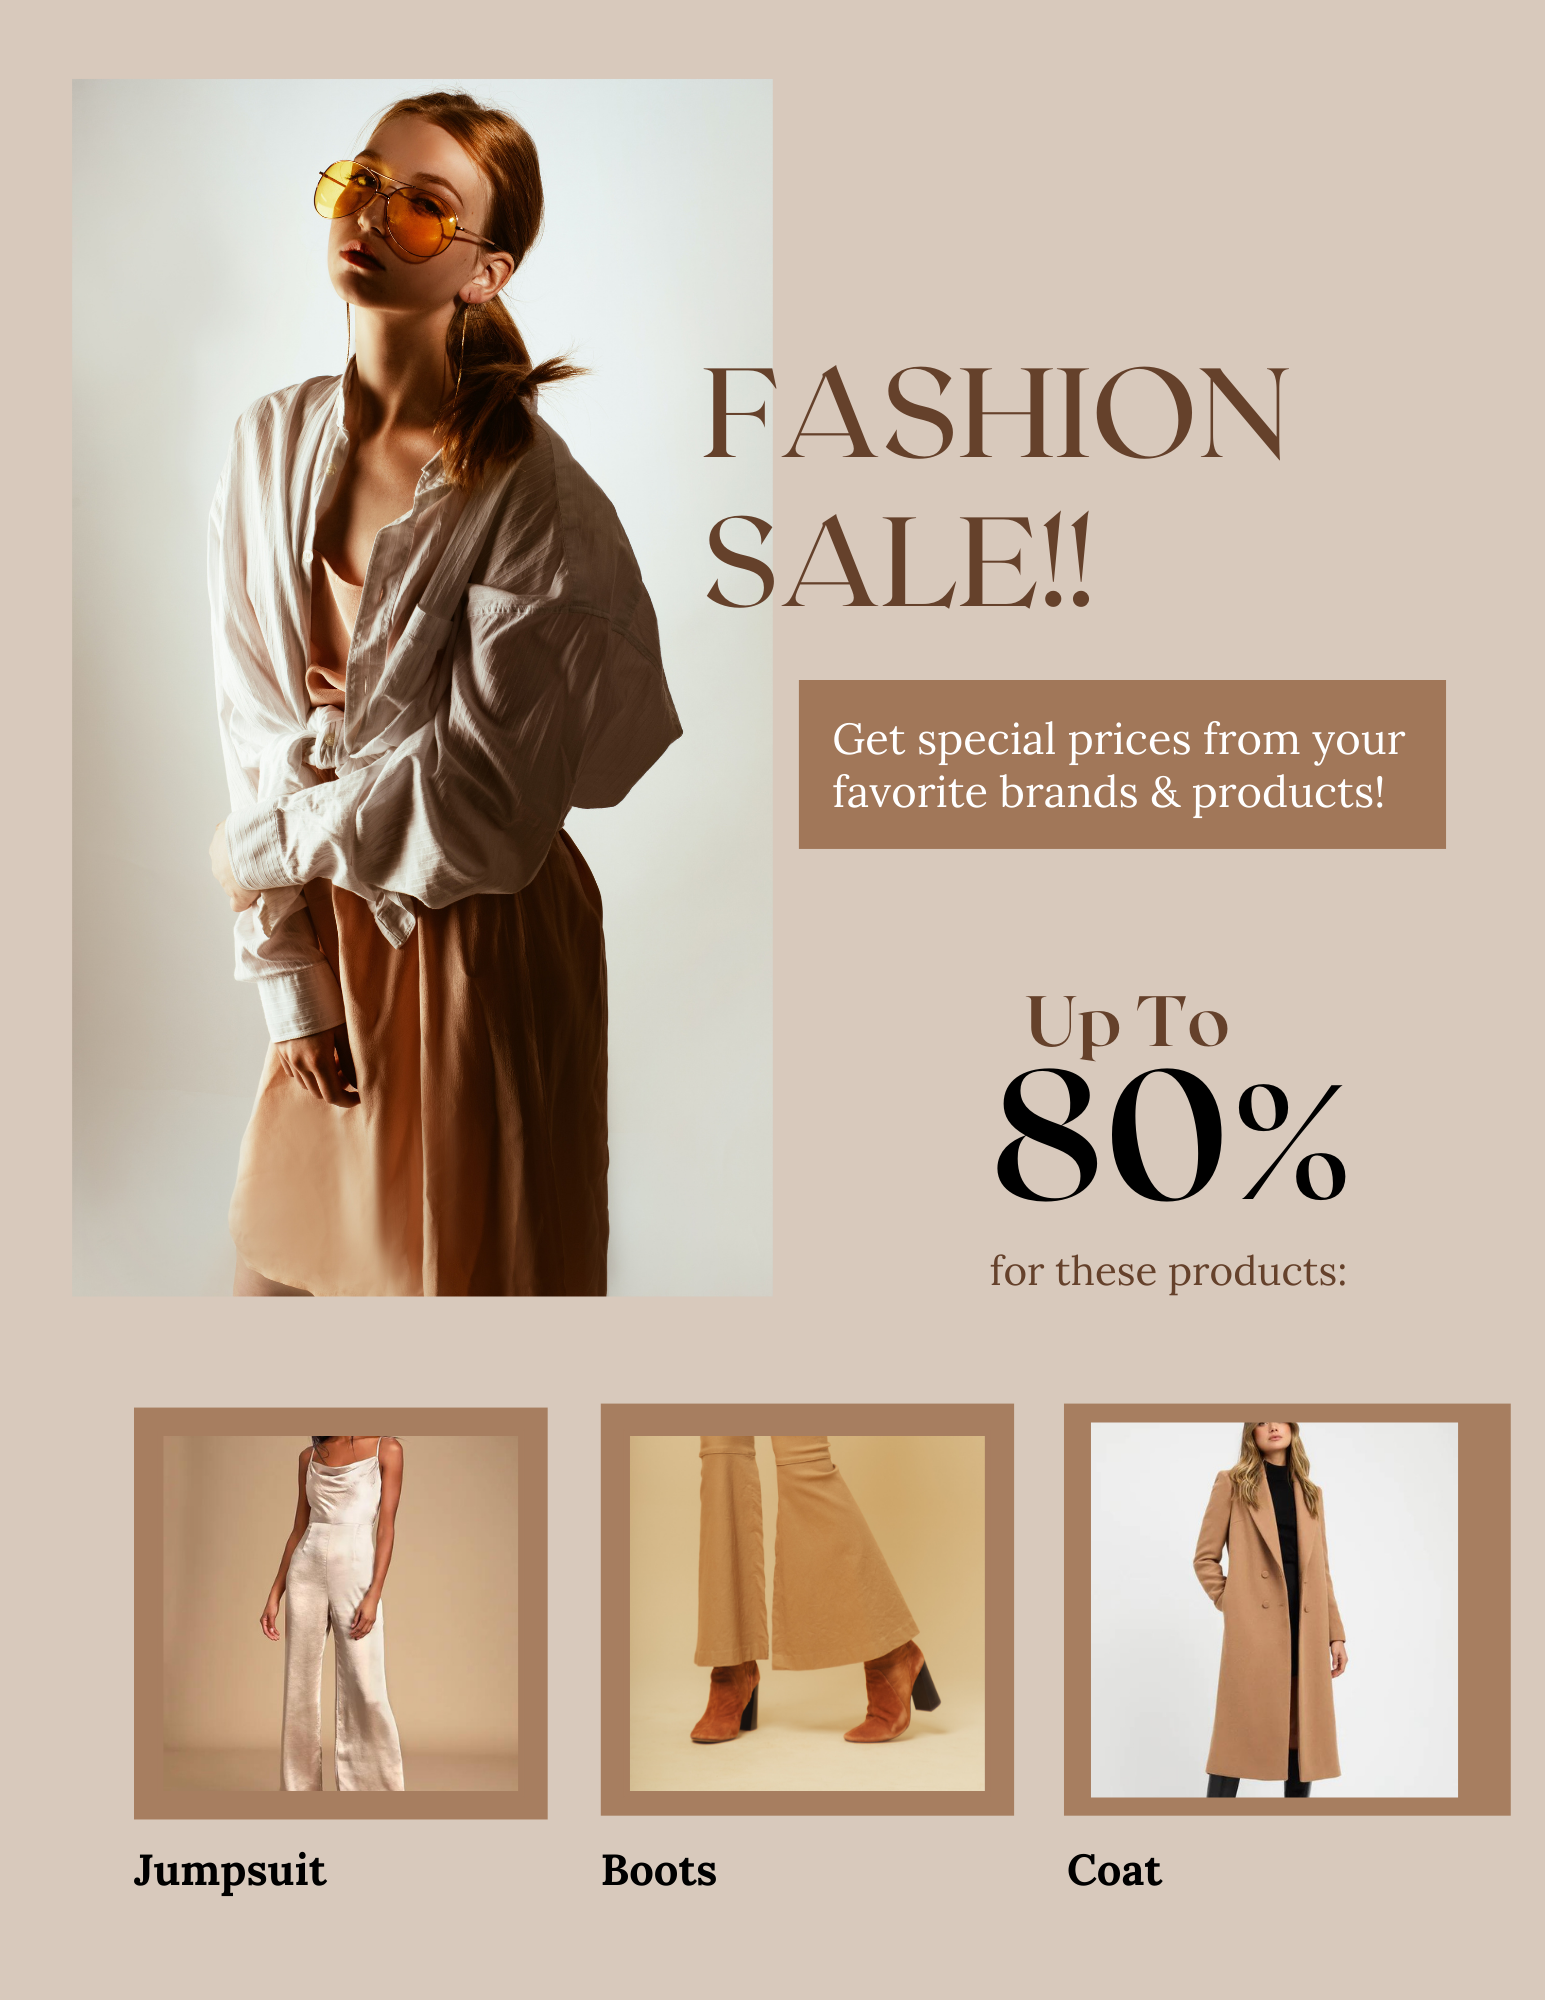 FASHION
SALE!!
Get special prices from your
favorite brands & products!
Up To
80%
for these products:
Jumpsuit
Boots
Coat